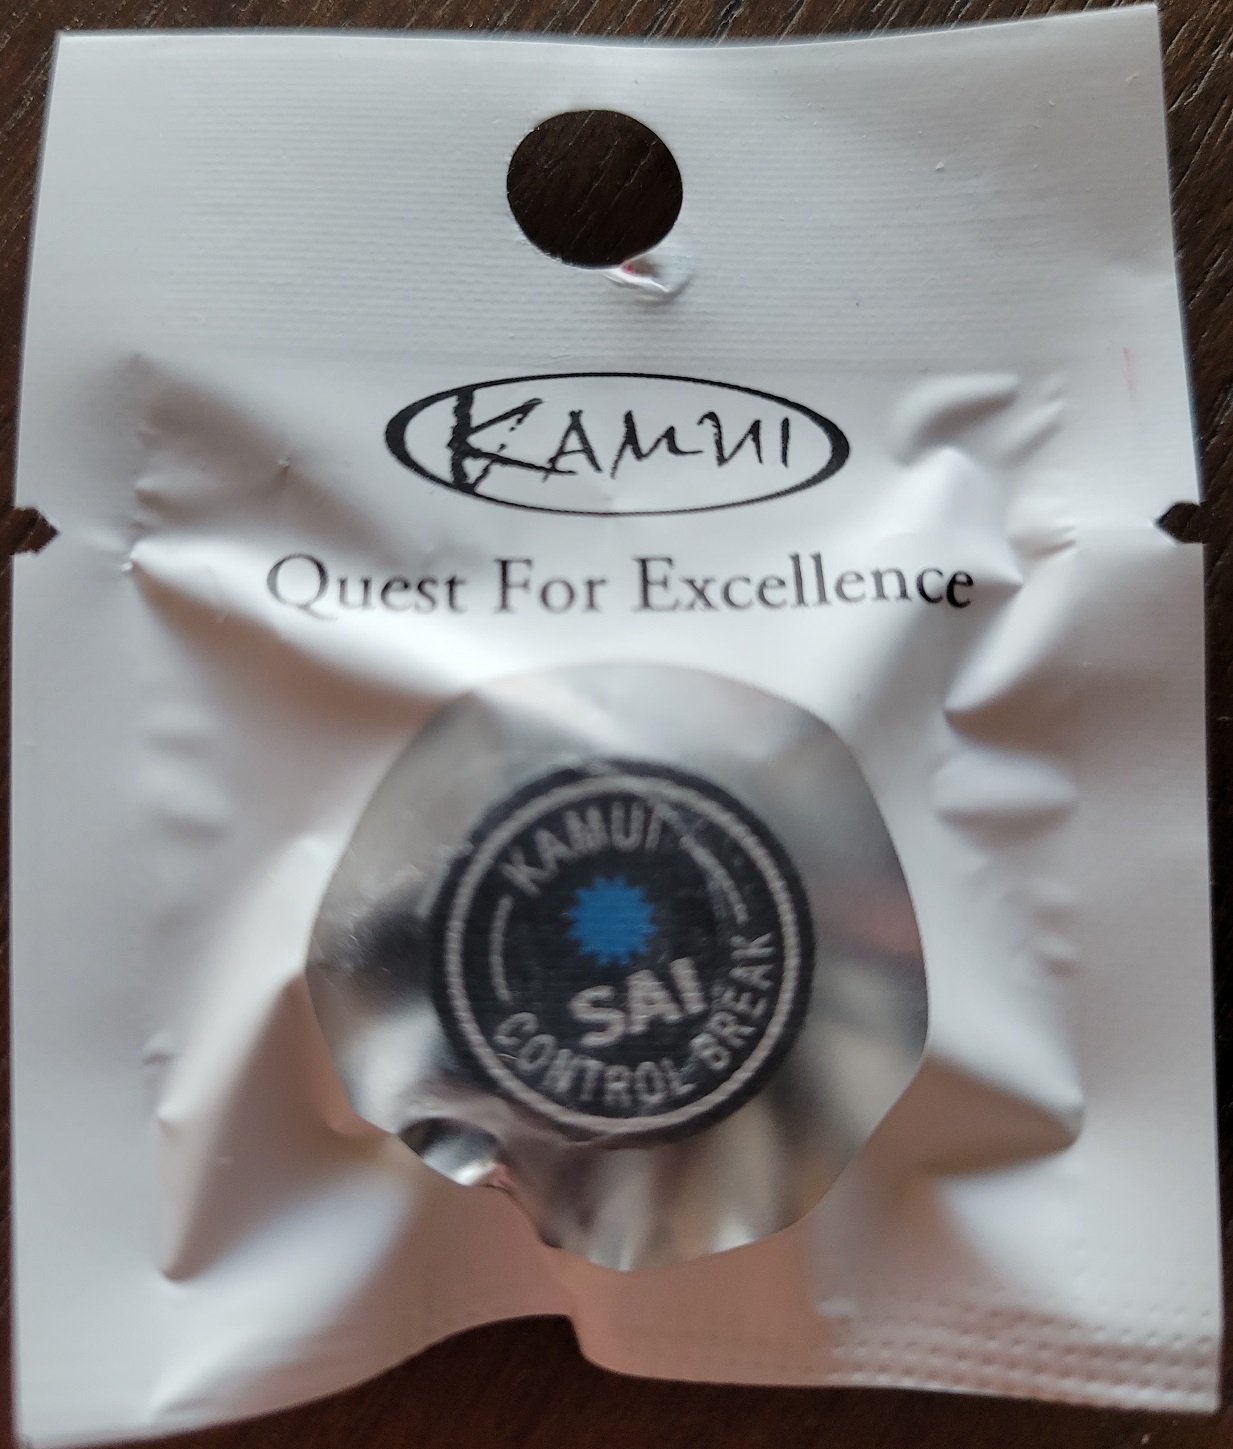 KAMUI
Quest For Excellence
KAMUI
SAI
CONTROL BREAK